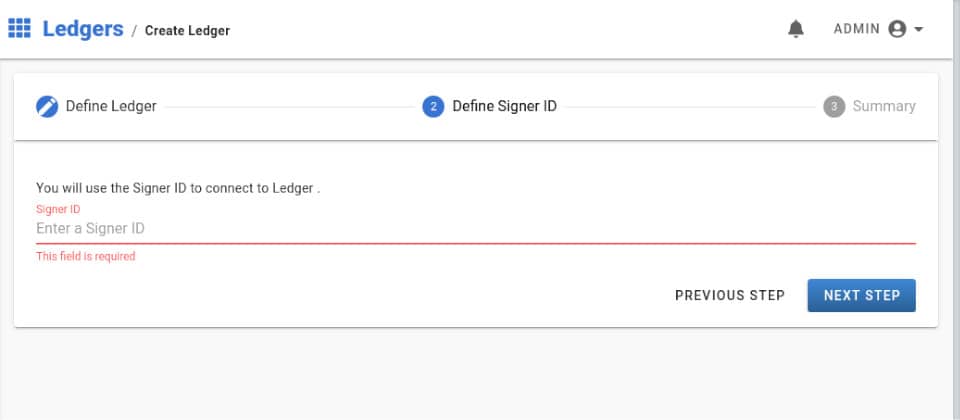 Ledgers / Create Ledger
ADMIN
Define Ledger
2 Define Signer ID
3 Summary
You will use the Signer ID to connect to Ledger .
Signer ID
Enter a Signer ID
This field is required
PREVIOUS STEP
NEXT STEP